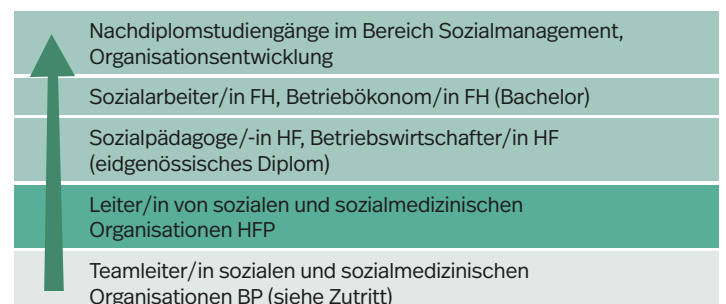 Nachdiplomstudiengänge im Bereich Sozialmanagement,
Organisationsentwicklung
Sozialarbeiter/in FH, Betriebökonom/in FH (Bachelor)
Sozialpädagoge/-in HF, Betriebswirtschafter/in HF
(eidgenössisches Diplom)
Leiter/in von sozialen und sozialmedizinischen
Organisationen HFP
Teamleiter/in sozialen und sozialmedizinischen
Organisationen BP (siehe Zutritt)